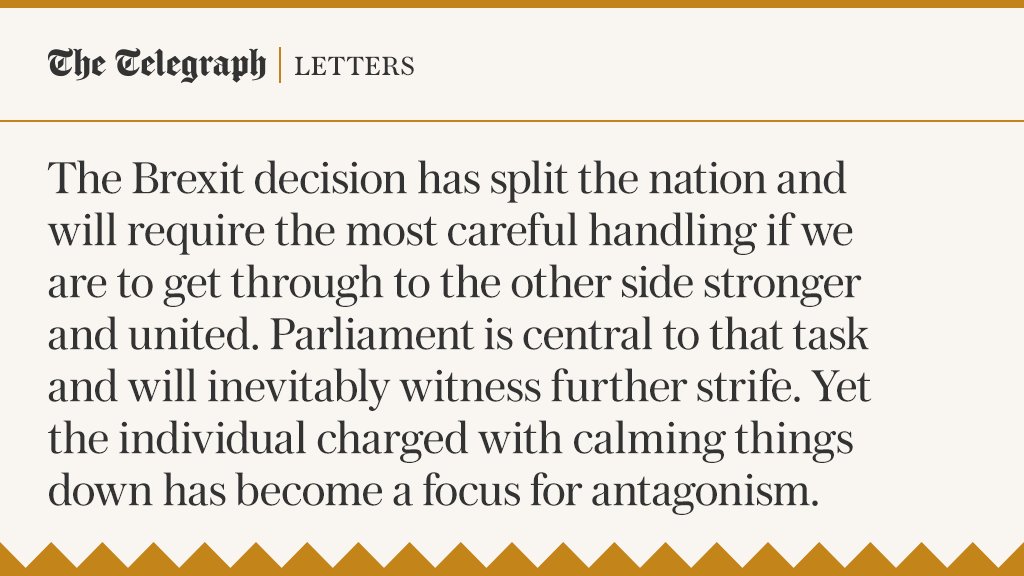 The Telegraph | LETTERS
The Brexit decision has split the nation and
will require the most careful handling if we
are to get through to the other side stronger
and united. Parliament is central to that task
and will inevitably witness further strife. Yet
the individual charged with calming things
down has become a focus for antagonism.